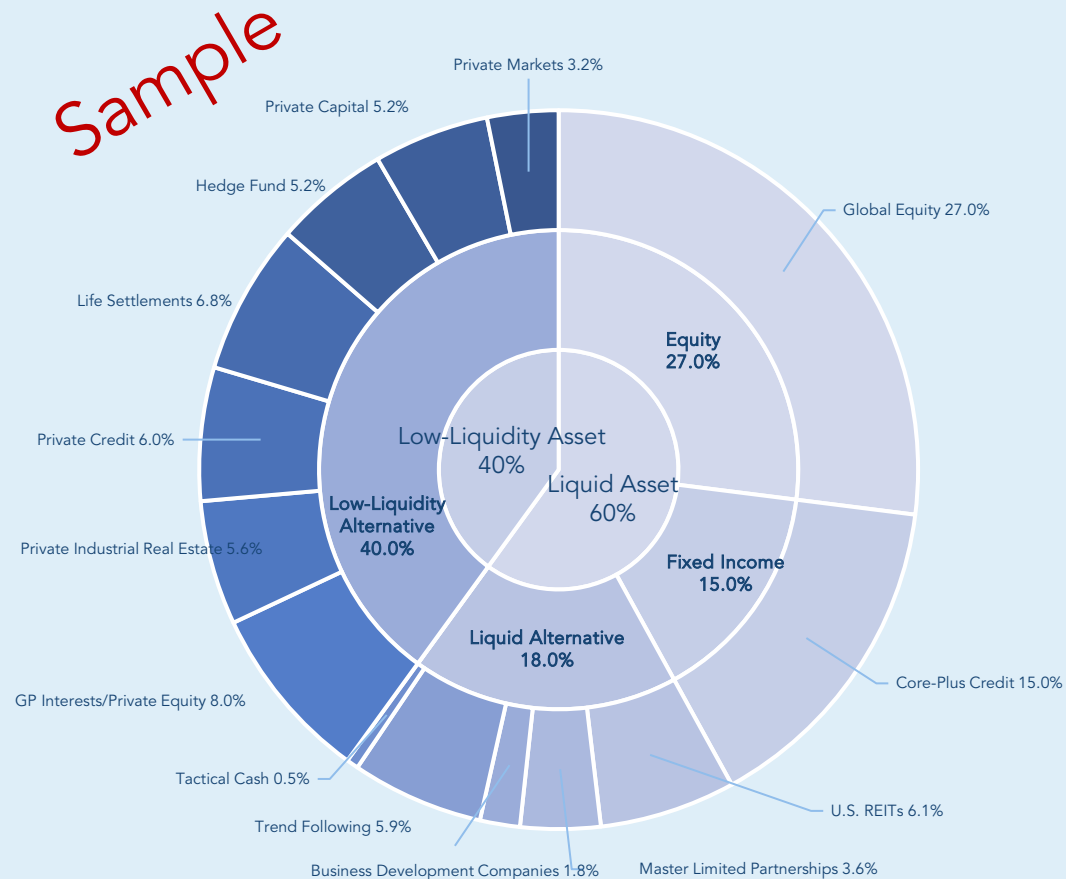 Sample
Private Markets 3.2%
Private Capital 5.2%
Hedge Fund 5.2%
Global Equity 27.0%
Life Settlements 6.8%
Equity
27.0%
Low-Liquidity Asset
40%
Private Credit 6.0%
Liquid Asset
60%
Low-Liquidity
Alternative
40.0%
Private Industrial Real Estate 5.6%
Fixed Income
15.0%
Liquid Alternative
18.0%
Core-Plus Credit 15.0%
GP Interests/Private Equity 8.0%
Tactical Cash 0.5%
U.S. REITs 6.1%
Trend Following 5.9%
Business Development Companies 1.8%
Master Limited Partnerships 3.6%